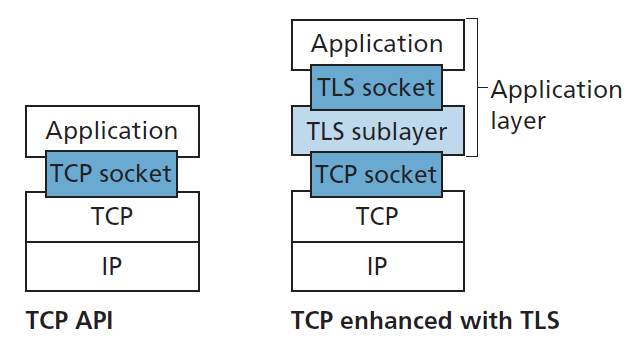 Application
TCP socket
TCP
IP
TCP API
Application
TLS socket
TLS sublayer
TCP socket
TCP
IP
Application
layer
TCP enhanced with TLS